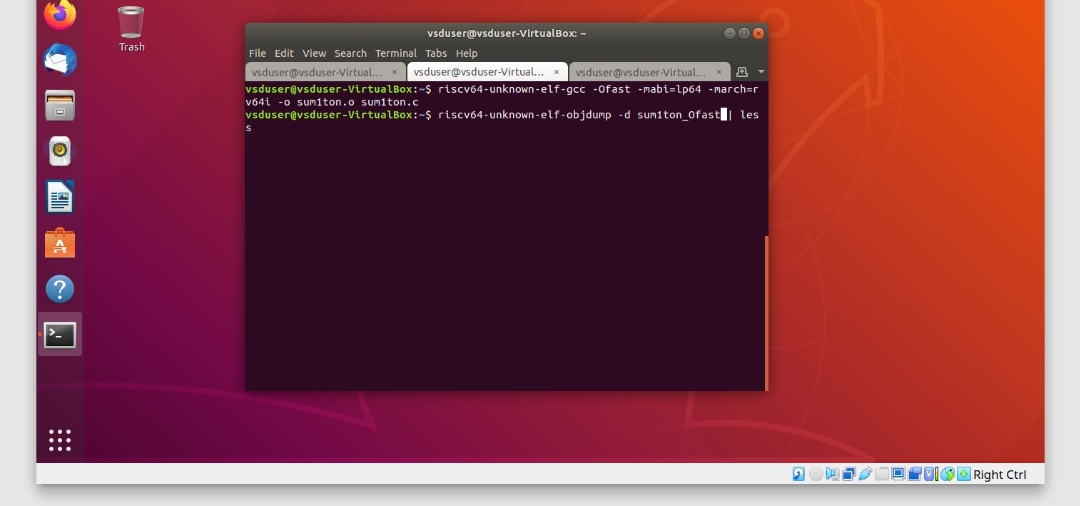 Trash
vsduser@vsduser-VirtualBox: ~
File Edit View Search Terminal Tabs Help
vsduser@vsduser-Virtual... × vsduser@vsduser-Virtual... × vsduser@vsduser-Virtual... ×
vsduser@vsduser-VirtualBox:~$ riscv64-unknown-elf-gcc -Ofast -mabi=lp64 -march=r
v64i -o sum1ton.o sum1ton.c
vsduser@vsduser-VirtualBox:~$ riscv64-unknown-elf-objdump -d sum1ton_Ofast | les
s
Right Ctrl